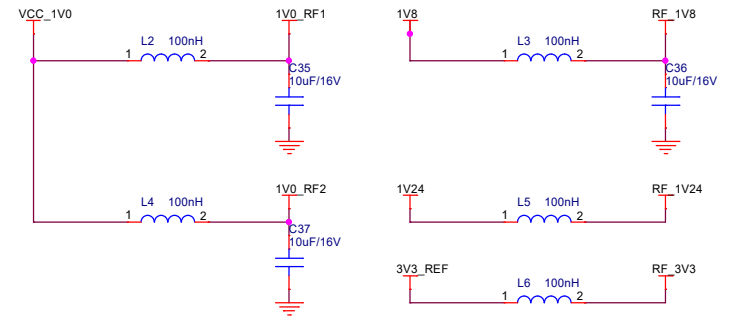 VCC_1V0
1V0_RF1
L2 100nH
1 2
C35
10uF/16V
1V8
RF_1V8
L3 100nH
1 2
C36
10uF/16V
1V0_RF2
L4 100nH
1 2
C37
10uF/16V
1V24
RF_1V24
L5 100nH
1 2
3V3_REF
RF_3V3
L6 100nH
1 2